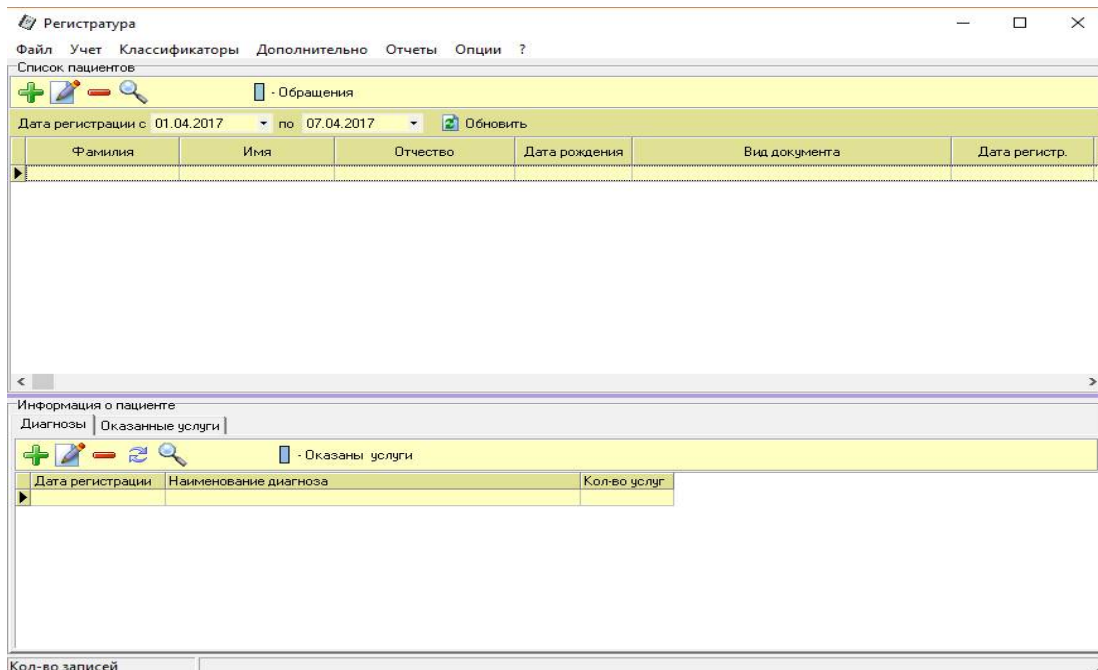 Регистратура
Файл Учет Классификаторы Дополнительно Отчеты Опции ?
Список пациентов
- Обращения
Дата регистрации с 01.04.2017 по 07.04.2017 Обновить
Фамилия Имя Отчество Дата рождения Вид документа Дата регистр.
Информация о пациенте
Диагнозы Оказанные услуги
- Оказаны услуги
Дата регистрации Наименование диагноза Кол-во услуг
Кол-во записей